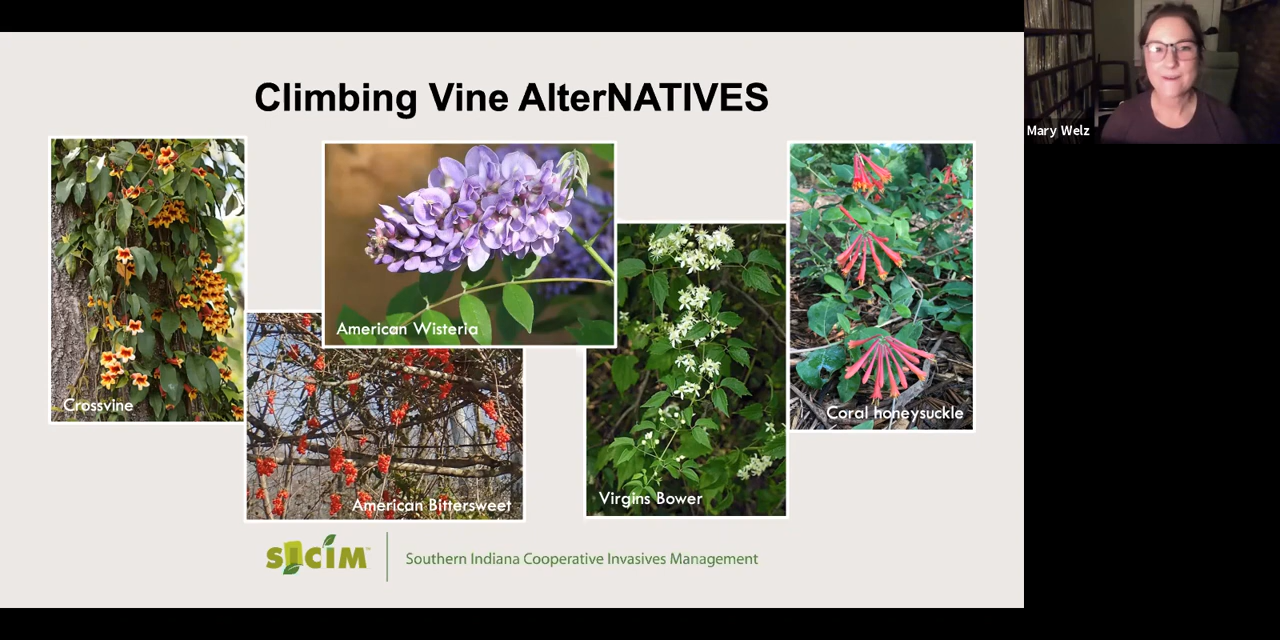 Climbing Vine AlterNATIVES
Mary Welz
American Wisteria
Crossvine
Coral honeysuckle
American Bittersweet
Virgins Bower
SICIM™
Southern Indiana Cooperative Invasives Management